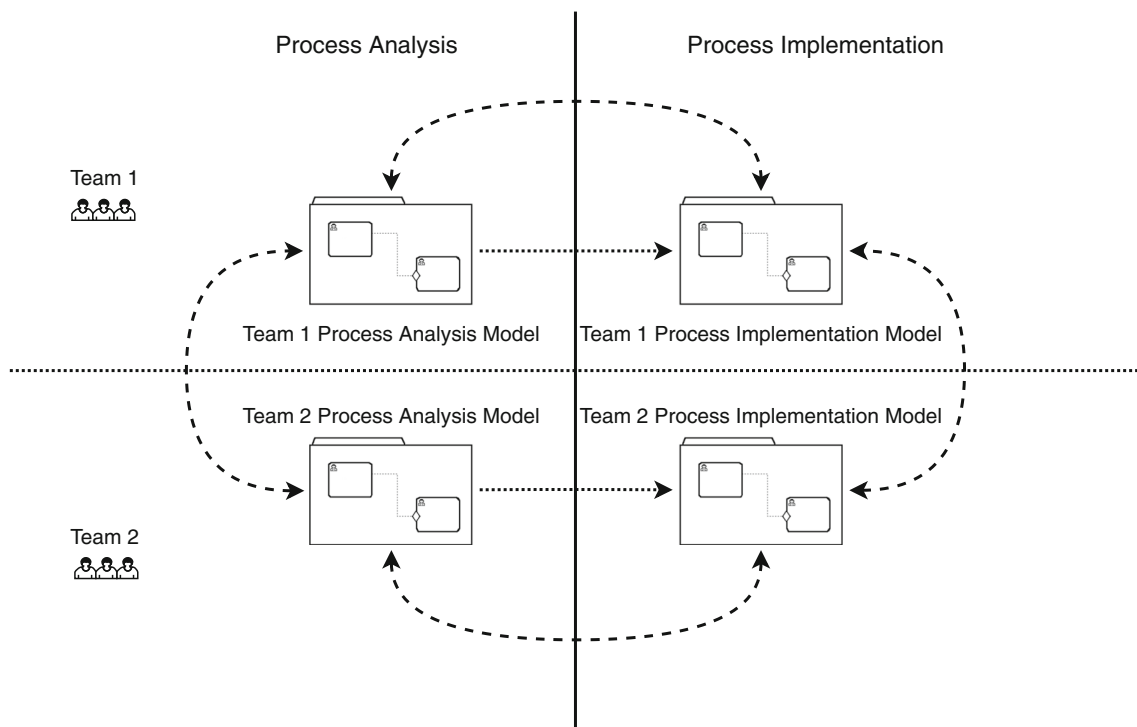 Process Analysis
Process Implementation
Team 1
Team 1 Process Analysis Model
Team 1 Process Implementation Model
Team 2 Process Analysis Model
Team 2 Process Implementation Model
Team 2